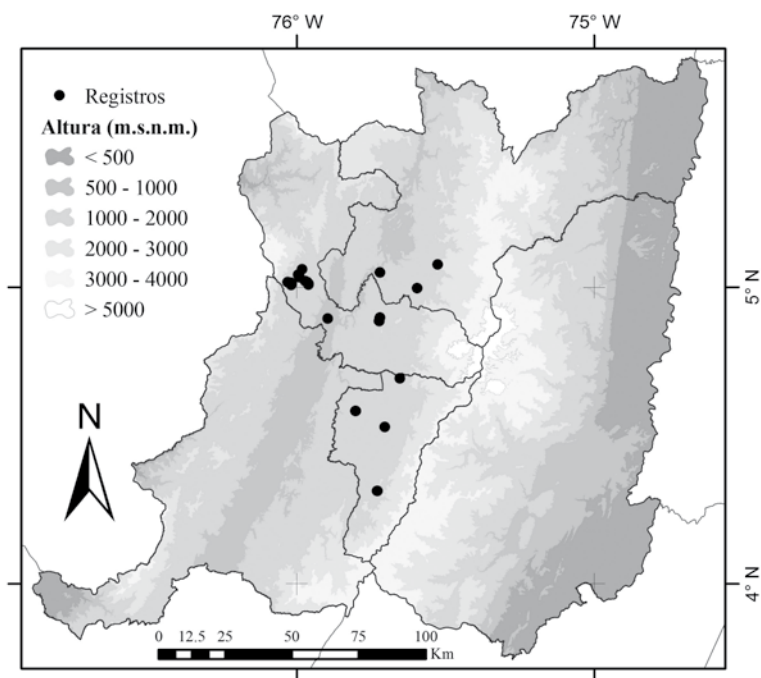 76° W 75° W
Registros
Altura (m.s.n.m.)
< 500
500 - 1000
1000 - 2000
2000 - 3000
3000 - 4000
> 5000
5° N
N
4° N
0 12.5 25 50 75 100
Km